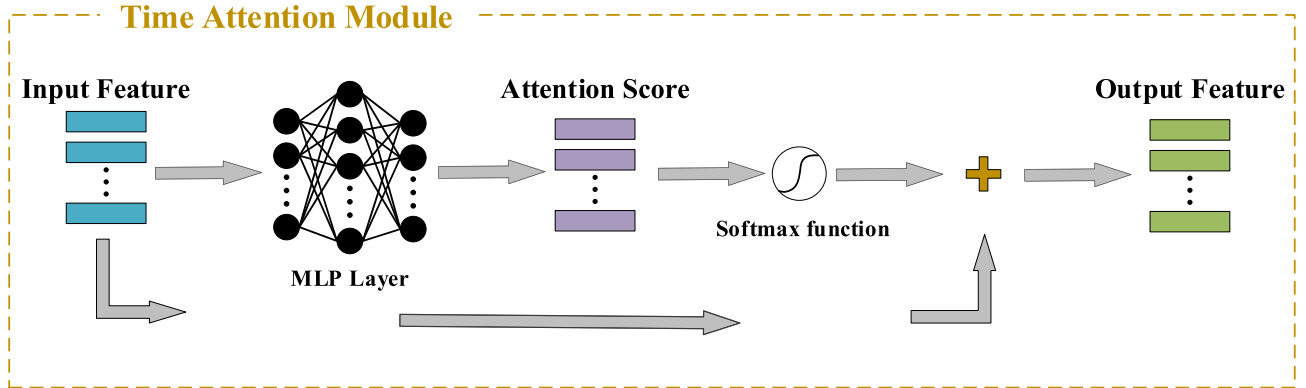 Time Attention Module
Input Feature
Attention Score
Output Feature
Softmax function
MLP Layer